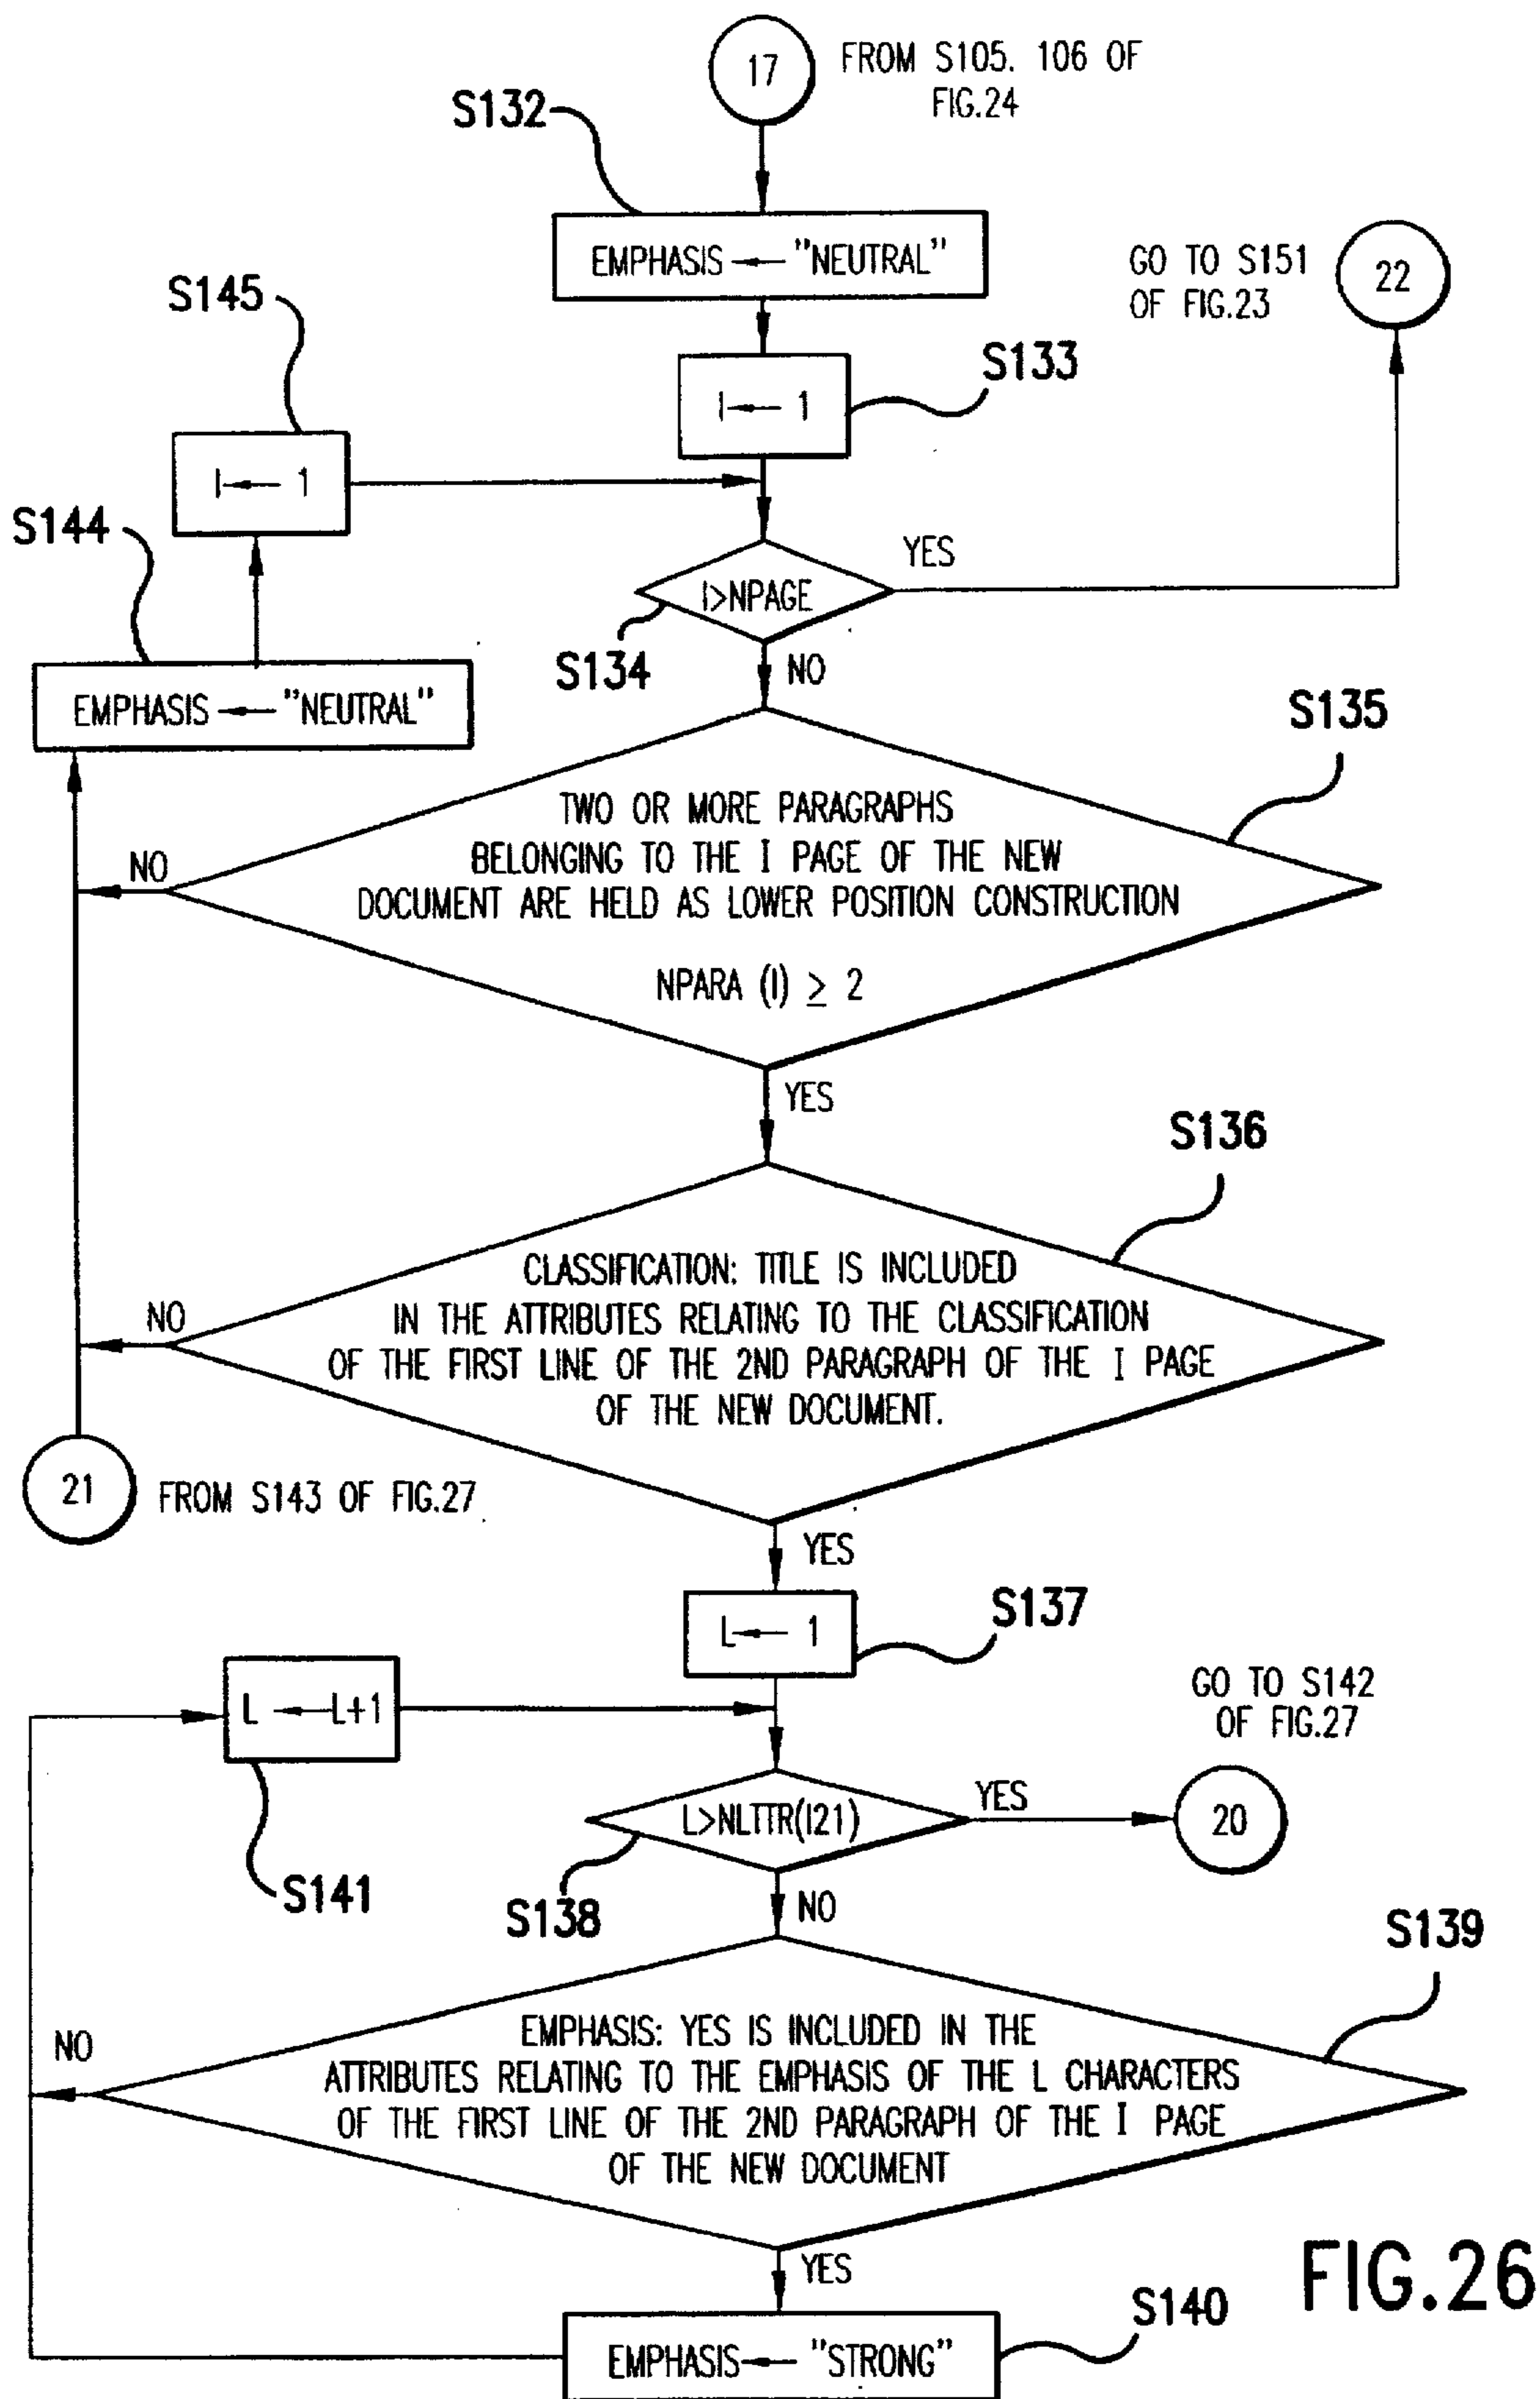 17
FROM S105. 106 OF
FIG.24
S132
EMPHASIS ← "NEUTRAL"
GO TO S151
OF FIG.23
22
S145
S133
I← 1
I← 1
S144
I>NPAGE
YES
S134
NO
EMPHASIS ← "NEUTRAL"
S135
TWO OR MORE PARAGRAPHS
BELONGING TO THE I PAGE OF THE NEW
DOCUMENT ARE HELD AS LOWER POSITION CONSTRUCTION
NPARA (I) ≥ 2
NO
YES
S136
CLASSIFICATION: TITLE IS INCLUDED
IN THE ATTRIBUTES RELATING TO THE CLASSIFICATION
OF THE FIRST LINE OF THE 2ND PARAGRAPH OF THE I PAGE
OF THE NEW DOCUMENT.
NO
21
FROM S143 OF FIG.27
YES
S137
L← 1
L ←L+1
GO TO S142
OF FIG.27
S141
L>NLTTR(I21)
YES
20
S138
NO
S139
EMPHASIS: YES IS INCLUDED IN THE
ATTRIBUTES RELATING TO THE EMPHASIS OF THE L CHARACTERS
OF THE FIRST LINE OF THE 2ND PARAGRAPH OF THE I PAGE
OF THE NEW DOCUMENT
NO
YES
S140
EMPHASIS← "STRONG"
FIG.26